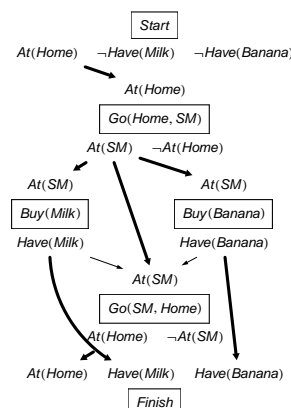 Start
At(Home) ¬Have(Milk) ¬Have(Banana)
At(Home)
Go(Home, SM)
At(SM) ¬At(Home)
At(SM) At(SM)
Buy(Milk) Buy(Banana)
Have(Milk) Have(Banana)
At(SM)
Go(SM, Home)
At(Home) ¬At(SM)
At(Home) Have(Milk) Have(Banana)
Finish